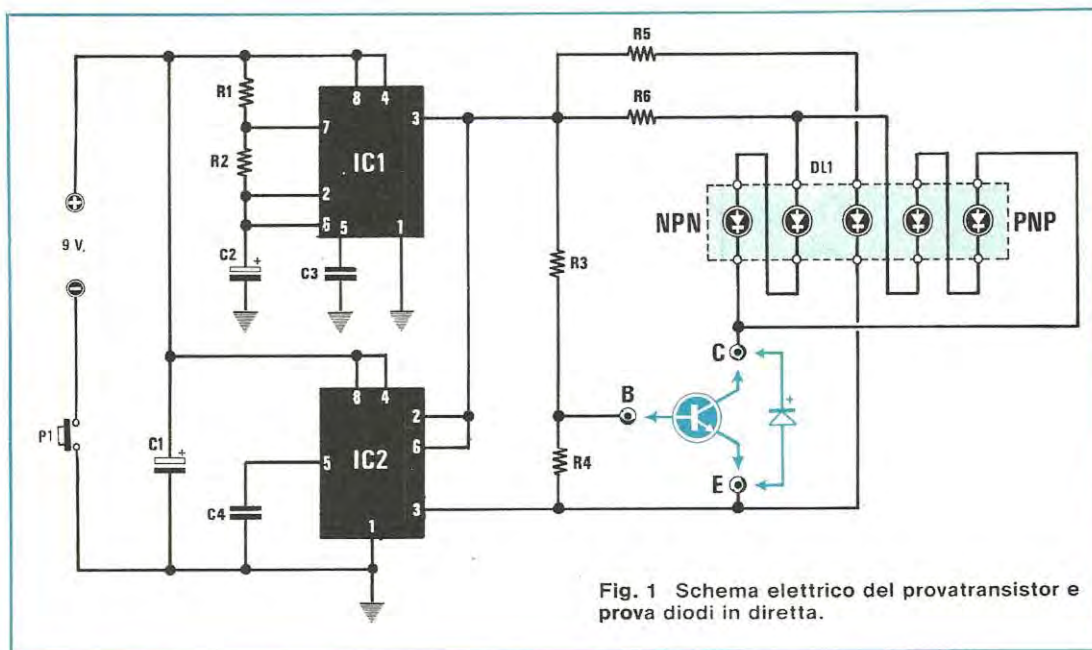 R5
R6
R1
8
4
7
3
IC1
R2
2
6
5
1
DL1
NPN
PNP
+
9 V.
-
C2
+
C3
R3
C
8
4
B
+
2
P1
C1
+
5
IC2
6
R4
C4
3
E
1
Fig. 1 Schema elettrico del provatransistor e
prova diodi in diretta.